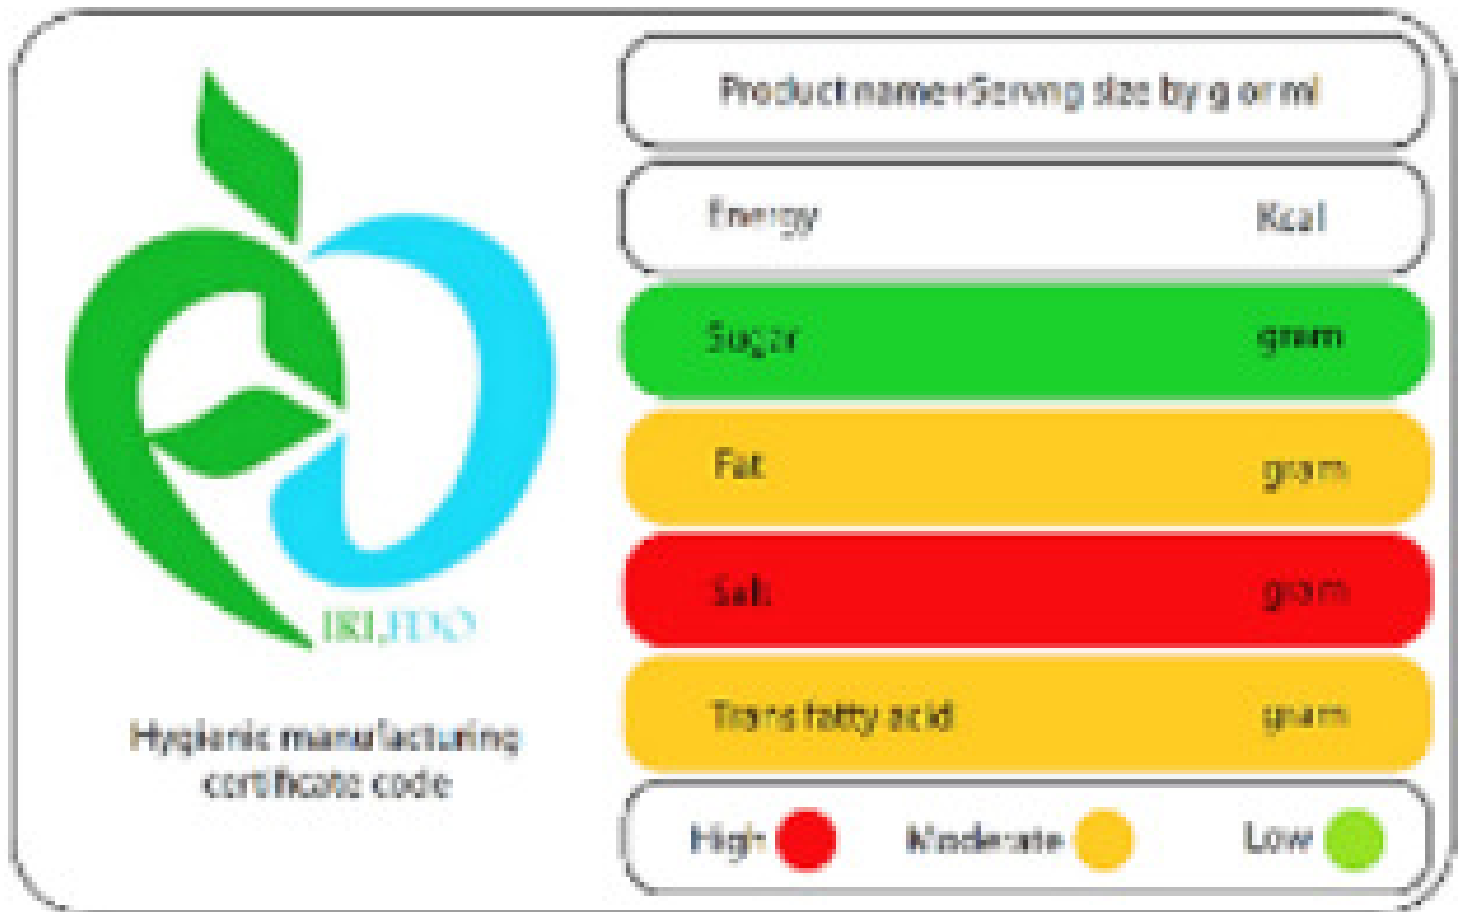 Product name+Servng size by g or ml
Energy Kcal
Sugar gram
Fat gram
Salt gram
Trans fatty acid gram
High Moderate Low
IRI.FDO
Hygienic manufacturing
certificate code